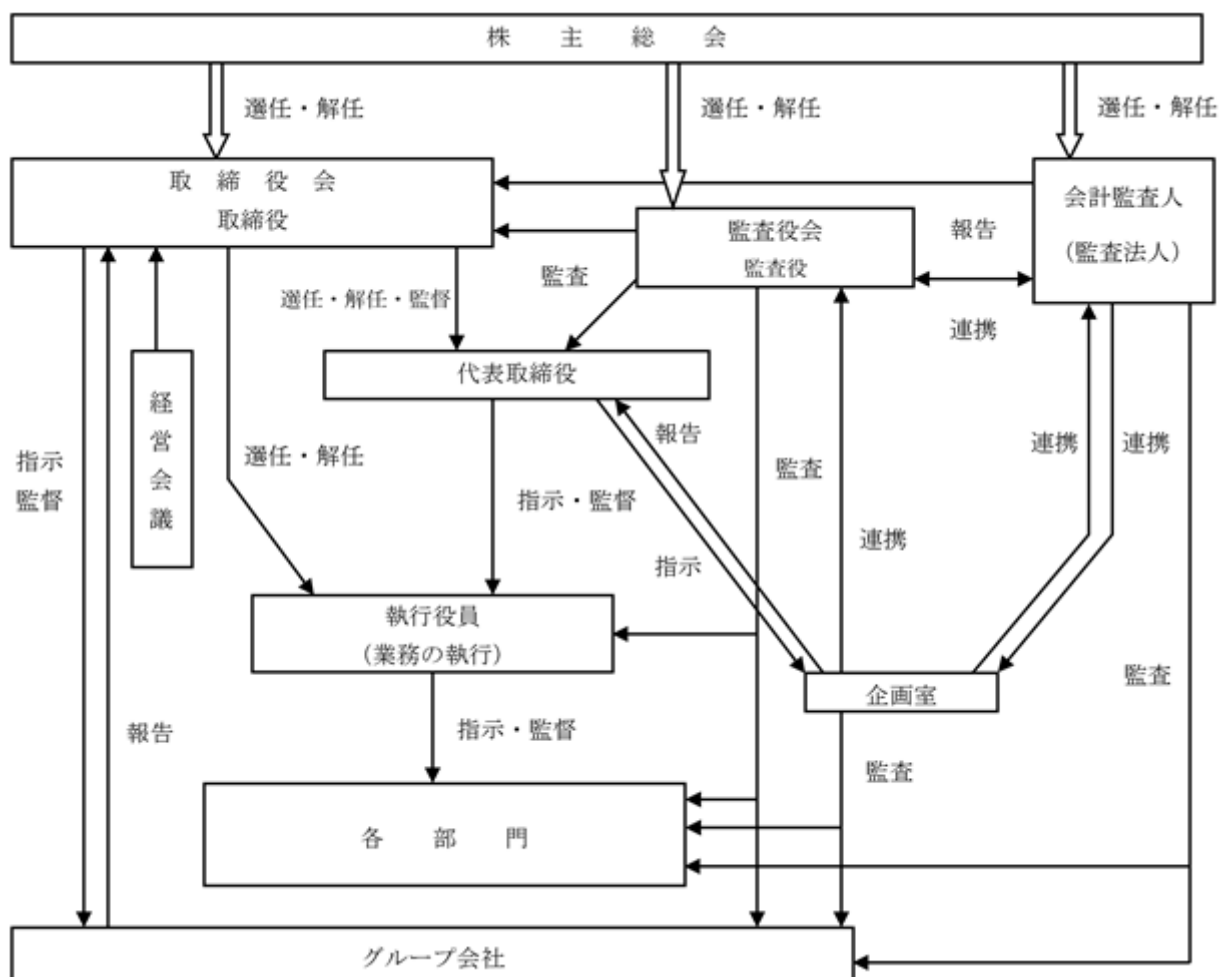 株主総会
選任・解任
選任・解任
選任・解任
取締役会
取締役
監査役会
監査役
会計監査人
(監査法人)
報告
連携
監査
選任・解任・監督
代表取締役
経営会議
指示
監督
選任・解任
指示・監督
報告
指示
監査
連携
連携
連携
執行役員
(業務の執行)
企画室
監査
報告
指示・監督
監査
各部門
グループ会社